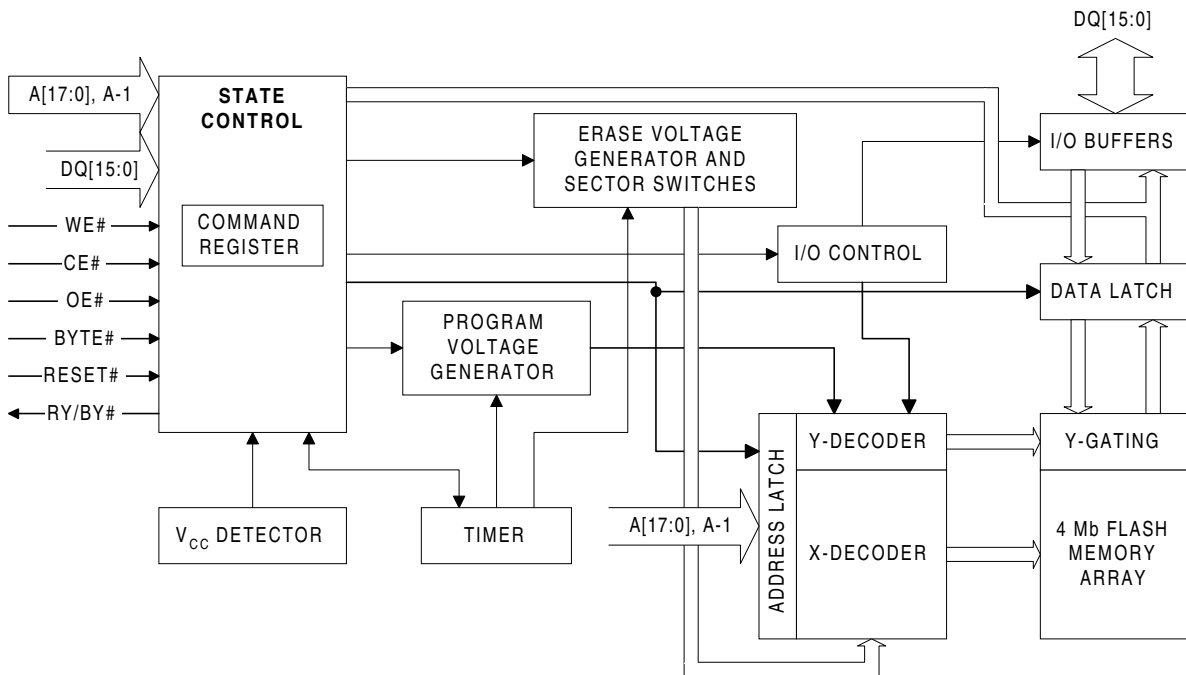 DQ[15:0]
A[17:0], A-1
STATE
CONTROL
DQ[15:0]
WE#
CE#
OE#
BYTE#
RESET#
RY/BY#
COMMAND
REGISTER
ERASE VOLTAGE
GENERATOR AND
SECTOR SWITCHES
I/O BUFFERS
I/O CONTROL
DATA LATCH
PROGRAM
VOLTAGE
GENERATOR
Y-DECODER
Y-GATING
VCC DETECTOR
TIMER
A[17:0], A-1
ADDRESS LATCH
X-DECODER
4 Mb FLASH
MEMORY
ARRAY